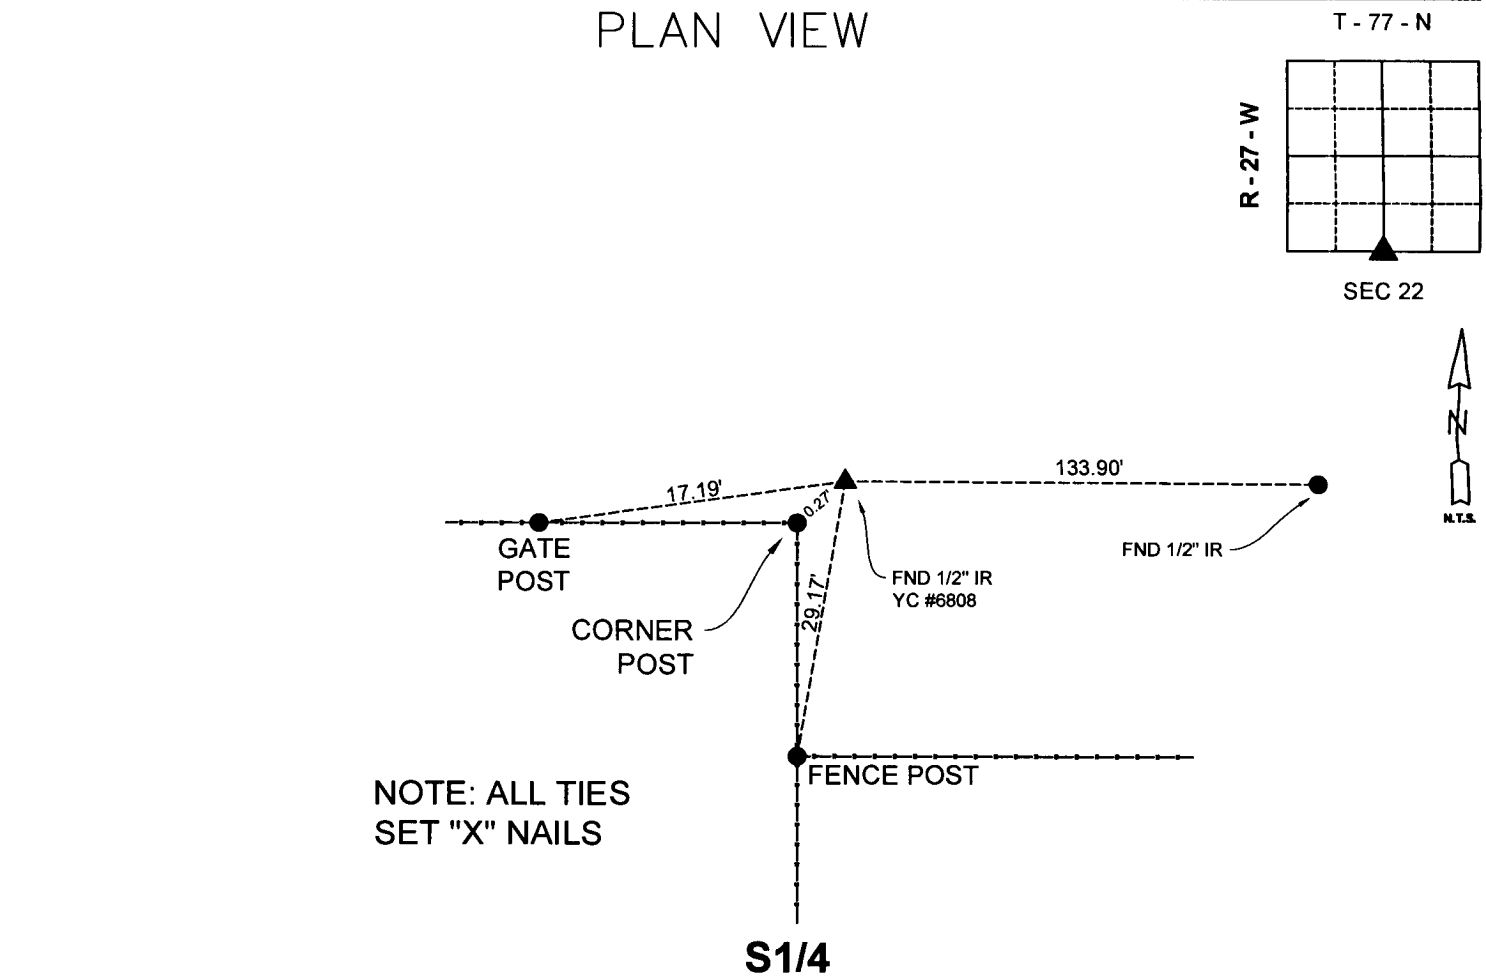 PLAN VIEW
T - 77 - N
R - 27 - W
SEC 22
N
N.T.S.
133.90'
17.19'
0.27'
GATE
POST
FND 1/2" IR
FND 1/2" IR
YC #6808
29.17'
CORNER
POST
FENCE POST
NOTE: ALL TIES
SET "X" NAILS
S1/4